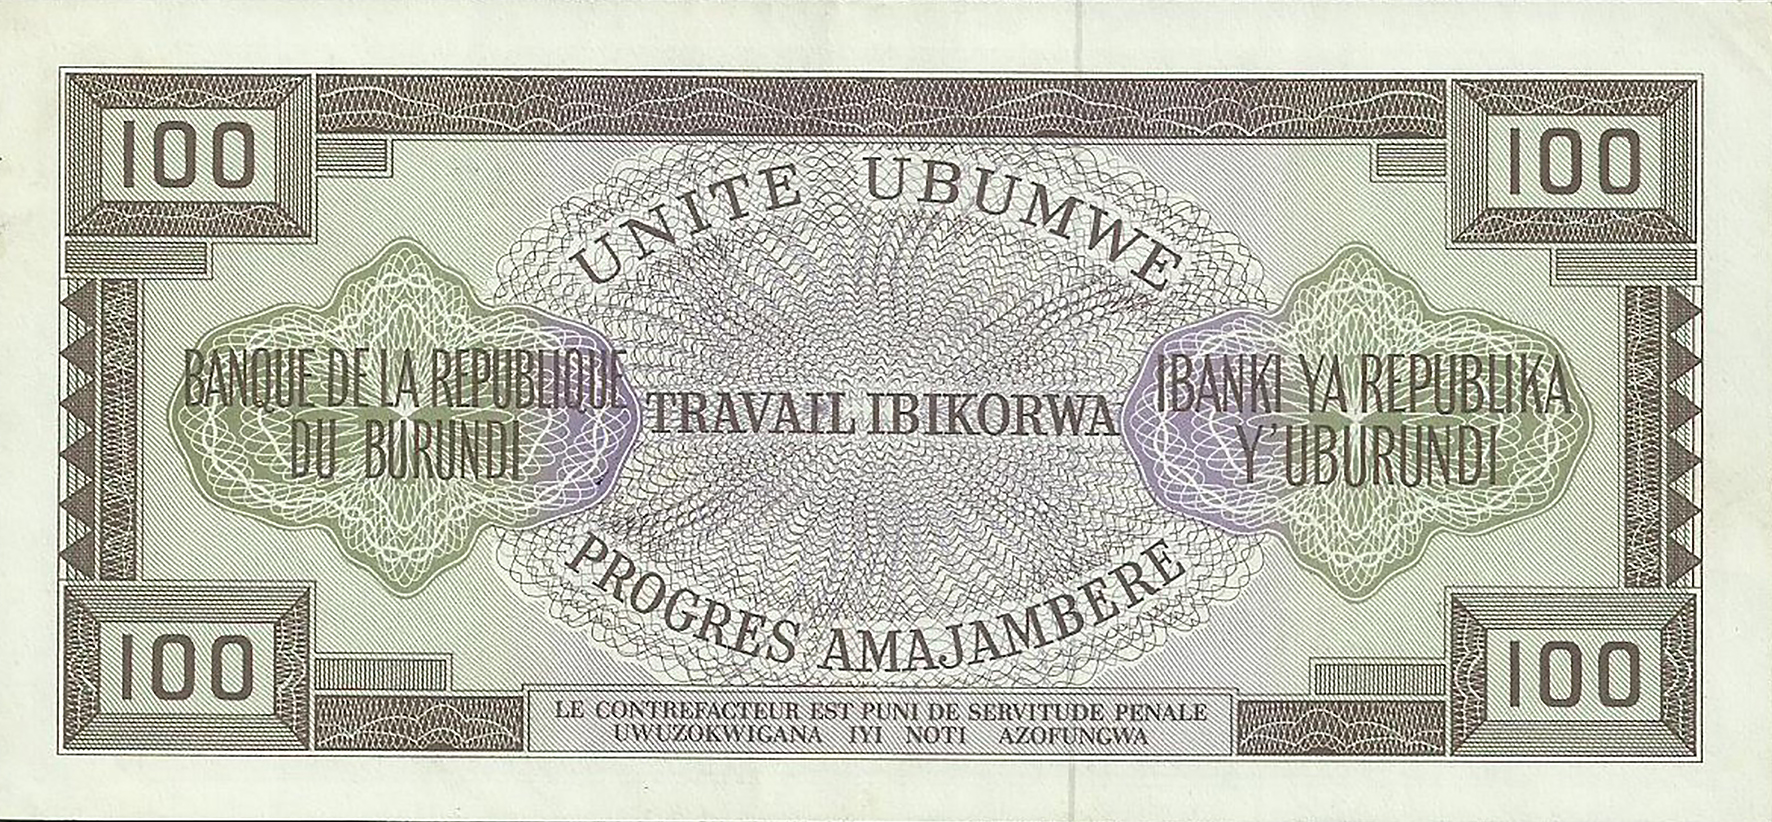 100
100
UNITE UBUMWE
BANQUE DE LA REPUBLIQUE
DU BURUNDI
TRAVAIL IBIKORWA
IBANKI YA REPUBLIKA
Y'UBURUNDI
PROGRES AMAJAMBERE
100
100
LE CONTREFACTEUR EST PUNI DE SERVITUDE PENALE
UWUZOKWIGANA IYI NOTI AZOFUNGWA